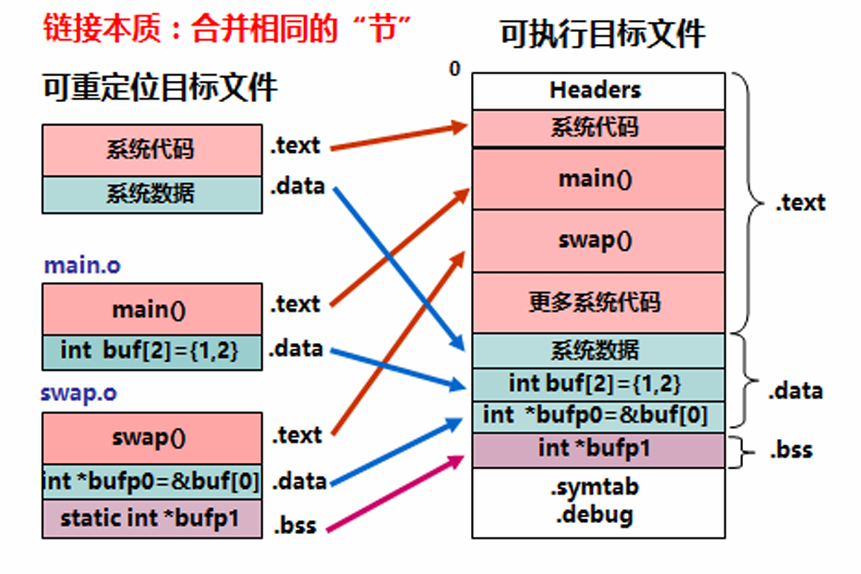 链接本质：合并相同的“节”
可重定位目标文件
系统代码
.text
系统数据
.data
main.o
main()
.text
int buf[2]={1,2}
.data
swap.o
swap()
.text
int *bufp0=&buf[0]
.data
static int *bufp1
.bss
可执行目标文件
0
Headers
系统代码
main()
swap()
更多系统代码
.text
系统数据
int buf[2]={1,2}
int *bufp0=&buf[0]
.data
int *bufp1
.bss
.symtab
.debug